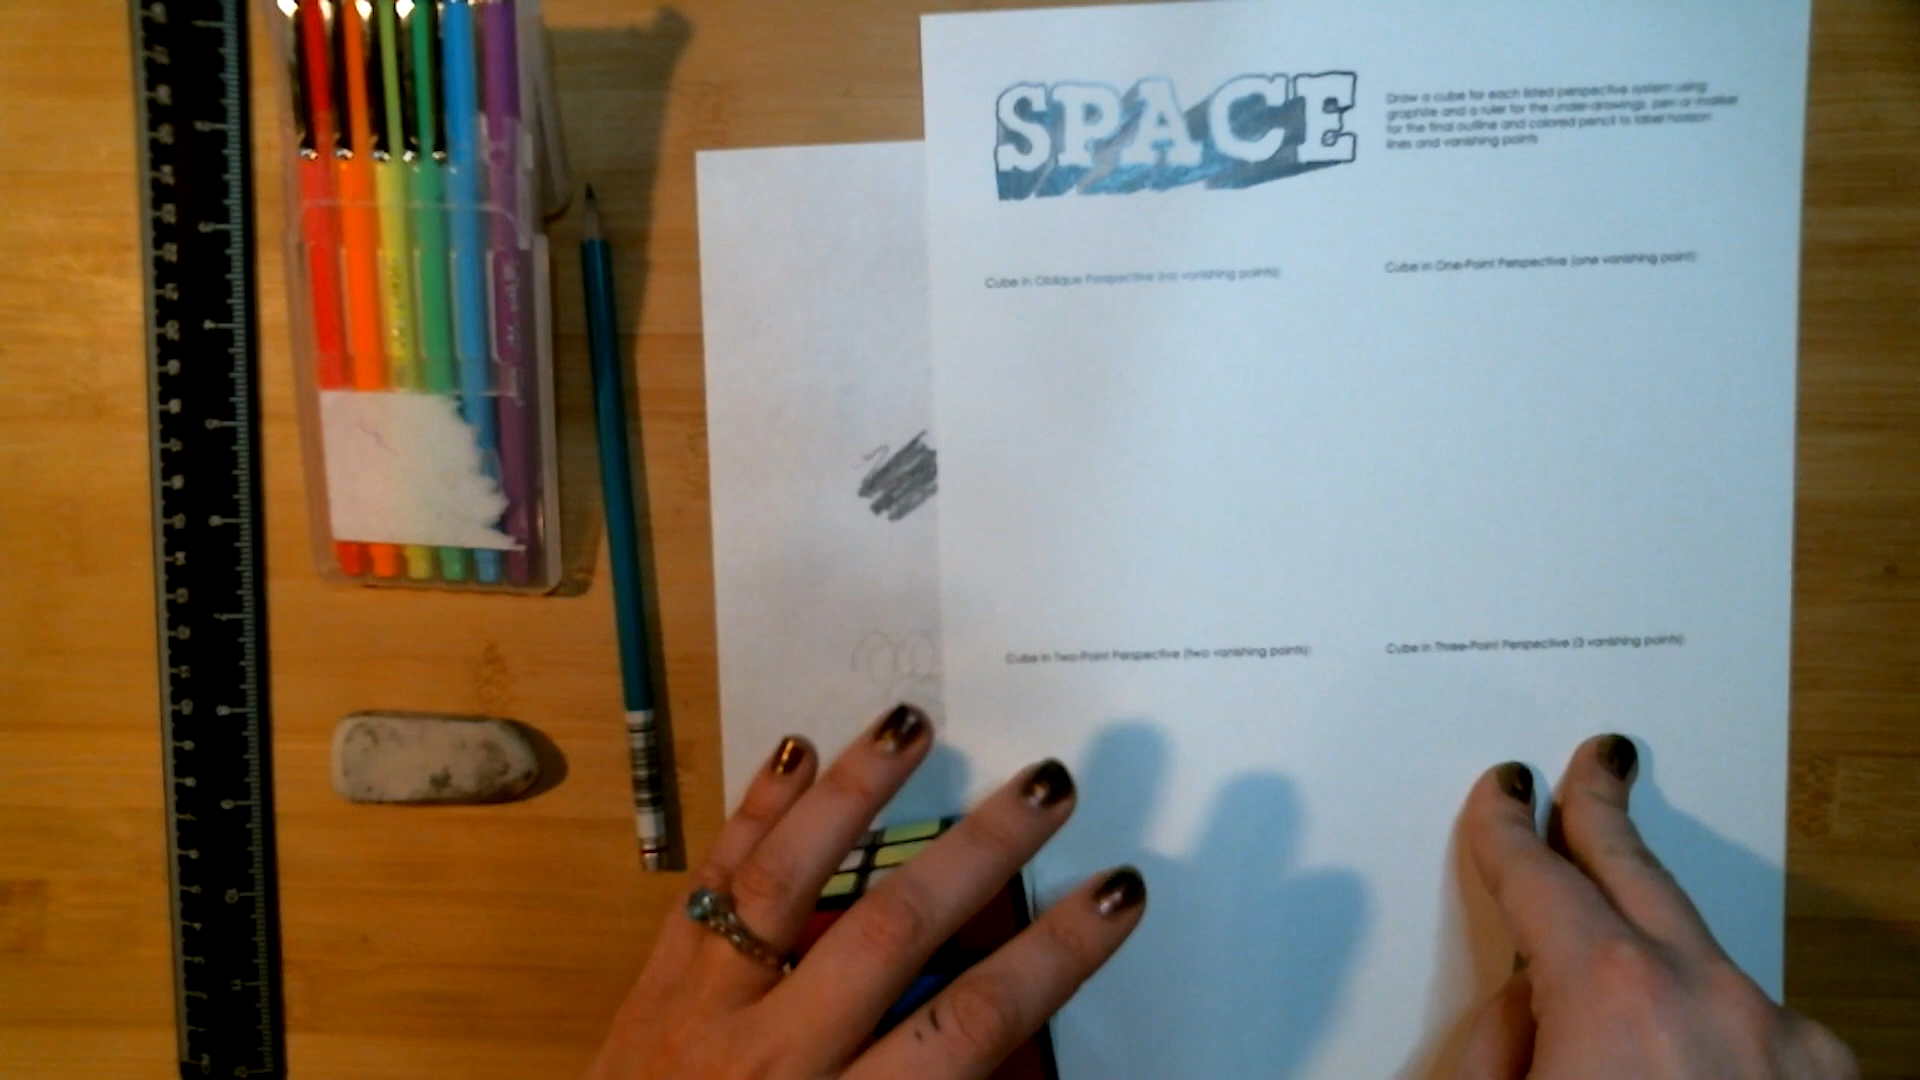 SPACE
Draw a cube for each listed perspective system using
graphite and a ruler for the under-drawings, pen or marker
for the final outline and colored pencil to label horizon
lines and vanishing points
Cube in Oblique Perspective (no vanishing points):
Cube in One-Point Perspective (one vanishing point):
Cube in Two-Point Perspective (two vanishing points):
Cube in Three-Point Perspective (3 vanishing points):